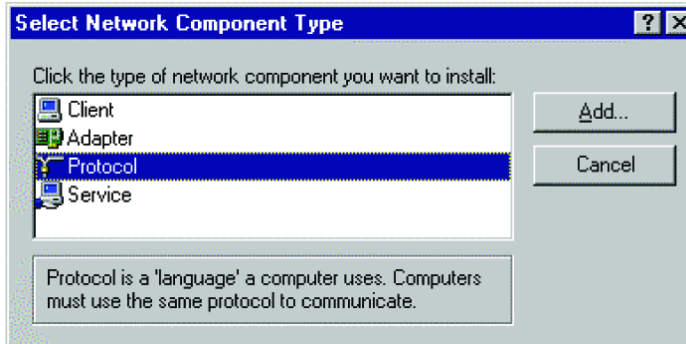 Select Network Component Type
Click the type of network component you want to install:
Client
Adapter
Protocol
Service
Add...
Cancel
Protocol is a 'language' a computer uses. Computers
must use the same protocol to communicate.